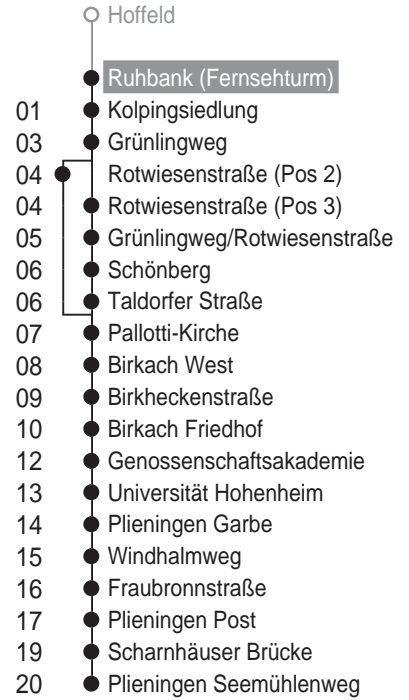 Hoffeld
Ruhbank (Fernsehturm)
01 Kolpingsiedlung
03 Grünlingweg
04 Rotwiesenstraße (Pos 2)
04 Rotwiesenstraße (Pos 3)
05 Grünlingweg/Rotwiesenstraße
06 Schönberg
06 Taldorfer Straße
07 Pallotti-Kirche
08 Birkach West
09 Birkheckenstraße
10 Birkach Friedhof
12 Genossenschaftsakademie
13 Universität Hohenheim
14 Plieningen Garbe
15 Windhalmweg
16 Fraubronnstraße
17 Plieningen Post
19 Scharnhäuser Brücke
20 Plieningen Seemühlenweg